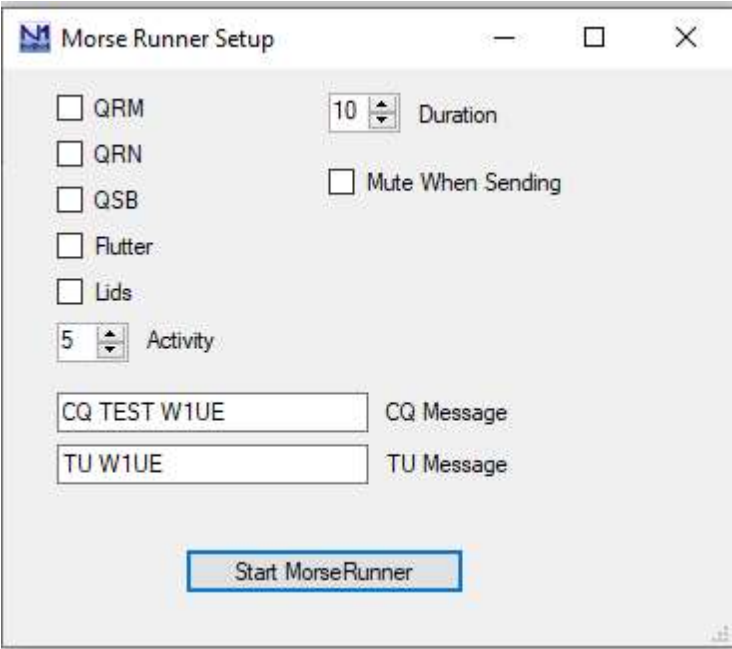 Morse Runner Setup
QRM
10 Duration
QRN
Mute When Sending
QSB
Flutter
Lids
5 Activity
CQ TEST W1UE CQ Message
TU W1UE TU Message
Start MorseRunner